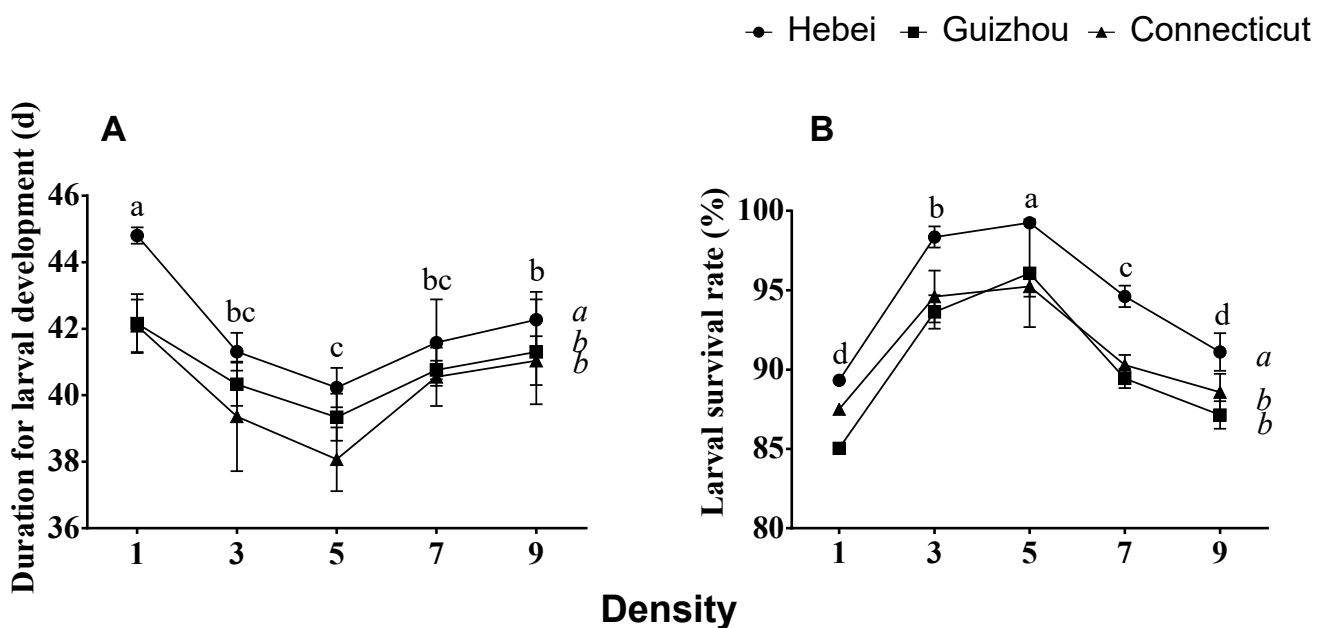 Hebei Guizhou Connecticut
A
Duration for larval development (d)
46
44
42
40
38
36
a
bc
c
bc
b
a
b
b
1 3 5 7 9
B
Larval survival rate (%)
100
95
90
85
80
d
b
a
c
d
a
b
b
1 3 5 7 9
Density